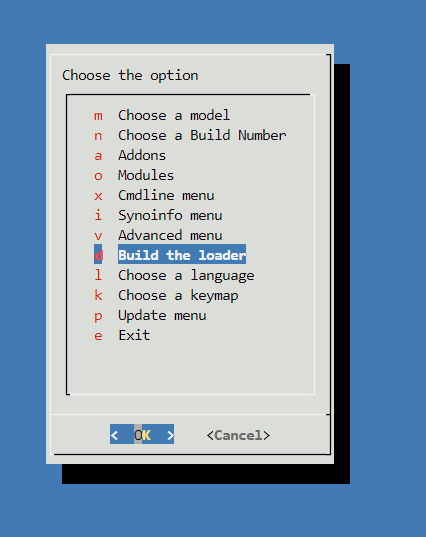 Choose the option
m Choose a model
n Choose a Build Number
a Addons
o Modules
x Cmdline menu
i Synoinfo menu
v Advanced menu
d Build the loader
l Choose a language
k Choose a keymap
p Update menu
e Exit
< OK > <Cancel>